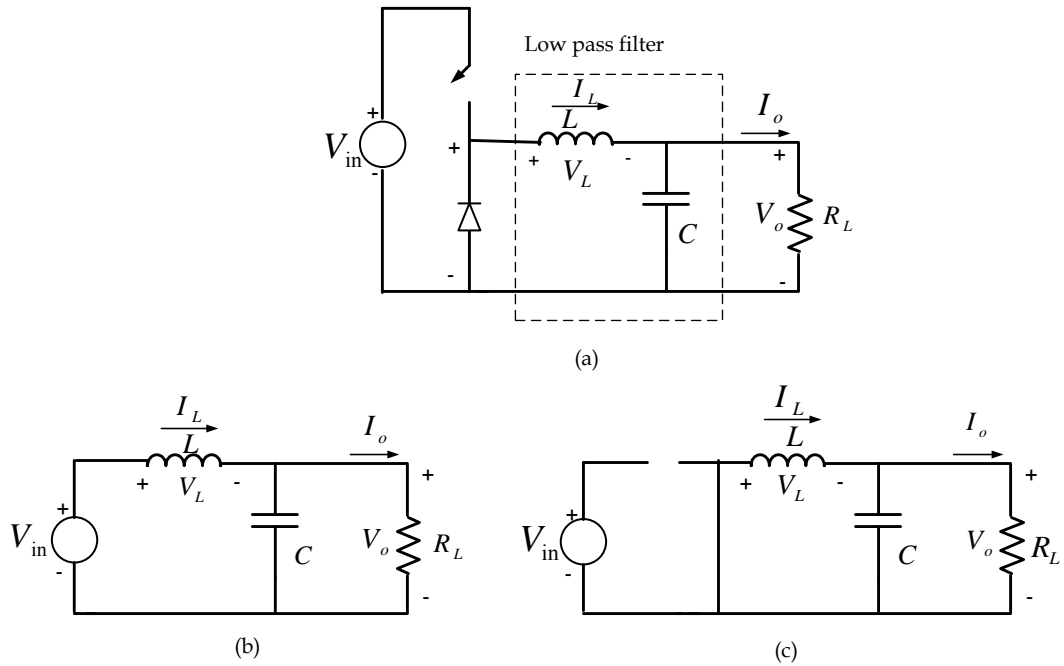 Low pass filter
I_L
L
I_o
+
V_in
-
+
+
V_L
-
+
C
V_o
R_L
-
-
(a)
I_L
L
I_o
+
V_L
-
+
+
V_in
-
C
V_o
R_L
-
(b)
I_L
L
I_o
+
V_L
-
+
+
V_in
-
C
V_o
R_L
-
(c)